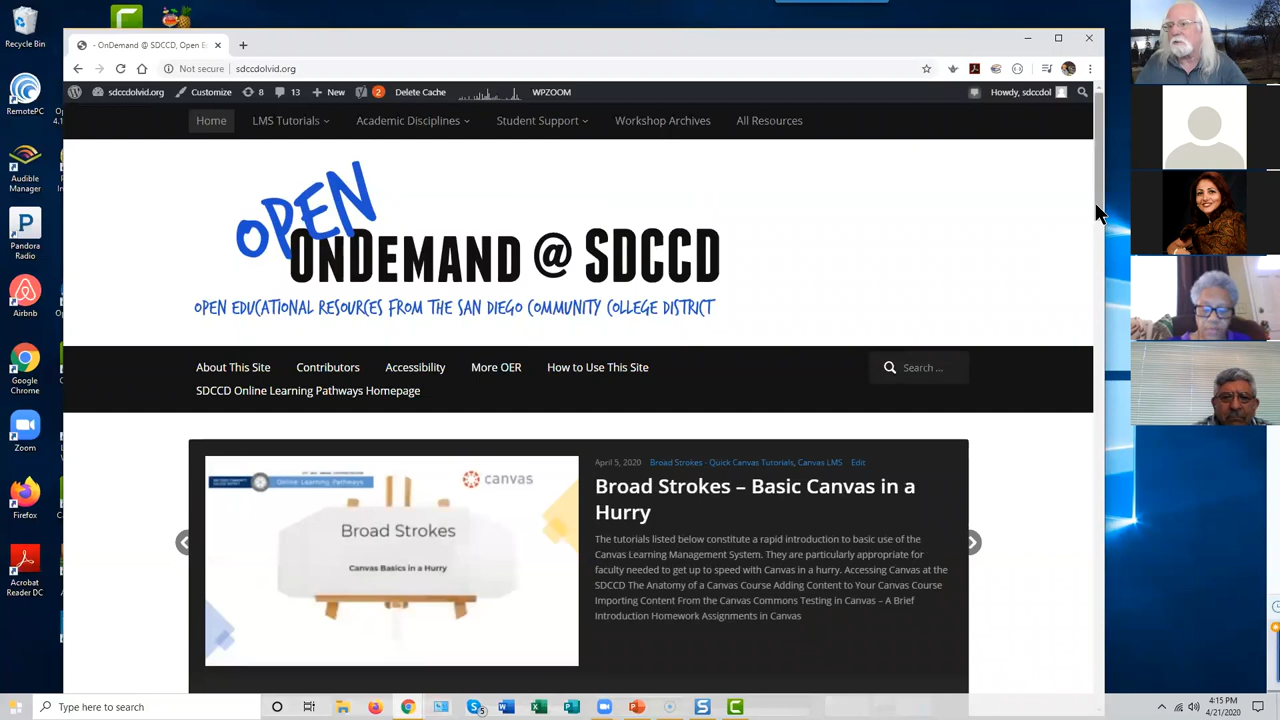 Recycle Bin
RemotePC
Audible
Manager
Pandora
Radio
Airbnb
Google
Chrome
Zoom
Firefox
Acrobat
Reader DC
- OnDemand @ SDCCD, Open E
Not secure
sdccdolvid.org
sdccdolvid.org
Customize
8
13
New
2
Delete Cache
WPZOOM
Howdy, sdccdol
Home
LMS Tutorials
Academic Disciplines
Student Support
Workshop Archives
All Resources
OPEN
ONDEMAND @ SDCCD
OPEN EDUCATIONAL RESOURCES FROM THE SAN DIEGO COMMUNITY COLLEGE DISTRICT
About This Site
Contributors
Accessibility
More OER
How to Use This Site
SDCCD Online Learning Pathways Homepage
Search ...
Online Learning Pathways
canvas
Broad Strokes
Canvas Basics in a Hurry
April 5, 2020
Broad Strokes - Quick Canvas Tutorials, Canvas LMS
Edit
Broad Strokes – Basic Canvas in a
Hurry
The tutorials listed below constitute a rapid introduction to basic use of the
Canvas Learning Management System. They are particularly appropriate for
faculty needed to get up to speed with Canvas in a hurry. Accessing Canvas at the
SDCCD The Anatomy of a Canvas Course Adding Content to Your Canvas Course
Importing Content From the Canvas Commons Testing in Canvas – A Brief
Introduction Homework Assignments in Canvas
Type here to search
4:15 PM
4/21/2020